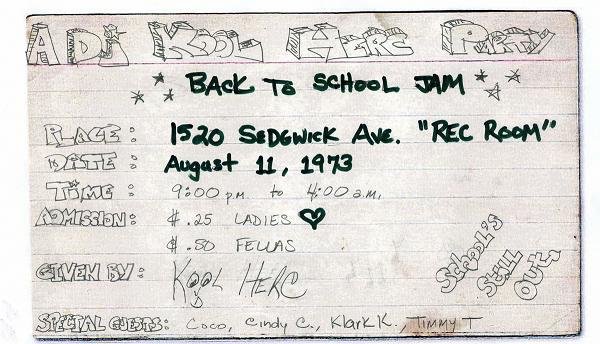 A DJ KOOL HERC PARTY
BACK TO SCHOOL JAM
PLACE: 1520 SEDGWICK AVE. "REC ROOM"
DATE: August 11, 1973
TIME: 9:00 p.m. to 4:00 a.m.
ADMISSION: $ .25 LADIES
$ .50 FELLAS
GIVEN BY: KOOL HERC
School's Still Out.
SPECIAL GUESTS: Coco, Cindy C., Klark K., Timmy T